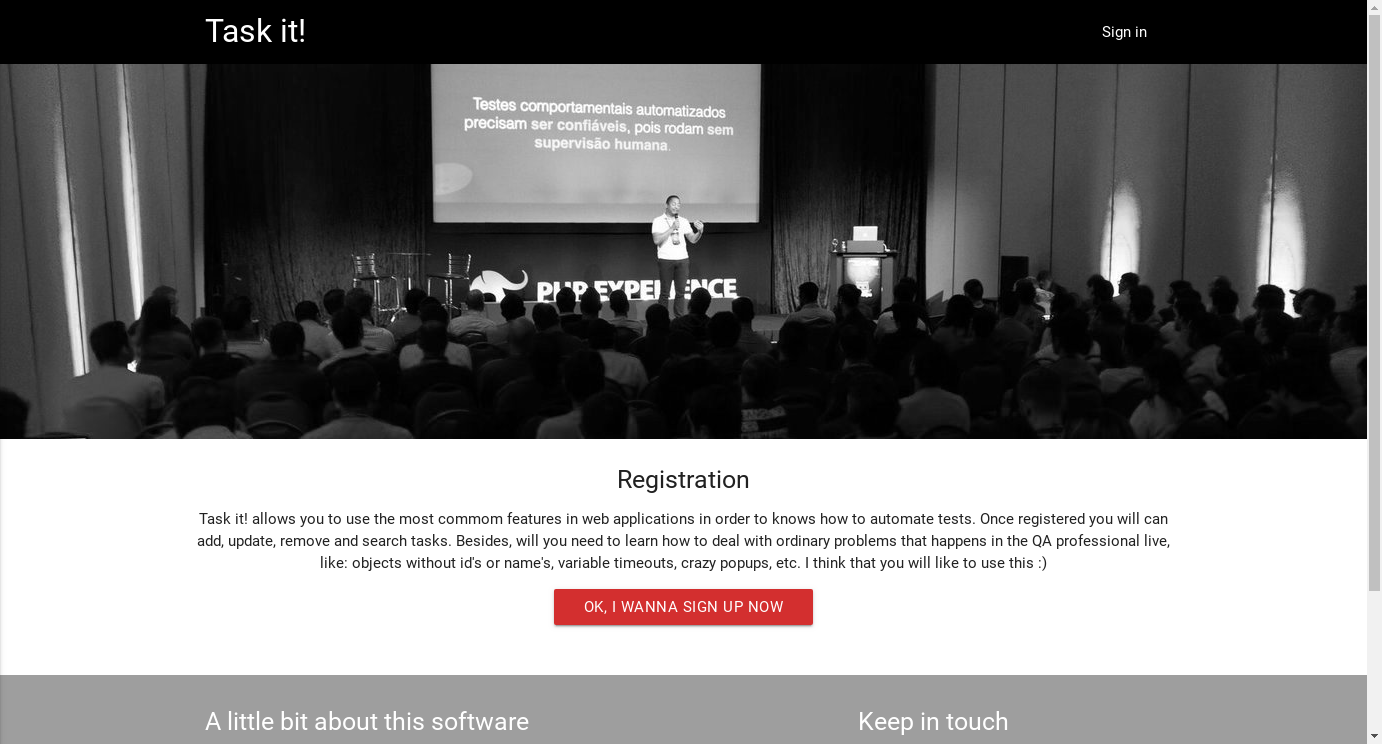 Task it!
Sign in
Testes comportamentais automatizados
precisam ser confiáveis, pois rodam sem
supervisão humana.
PHP EXPERIENCE
Registration
Task it! allows you to use the most commom features in web applications in order to knows how to automate tests. Once registered you will can
add, update, remove and search tasks. Besides, will you need to learn how to deal with ordinary problems that happens in the QA professional live,
like: objects without id's or name's, variable timeouts, crazy popups, etc. I think that you will like to use this :)
OK, I WANNA SIGN UP NOW
A little bit about this software
Keep in touch